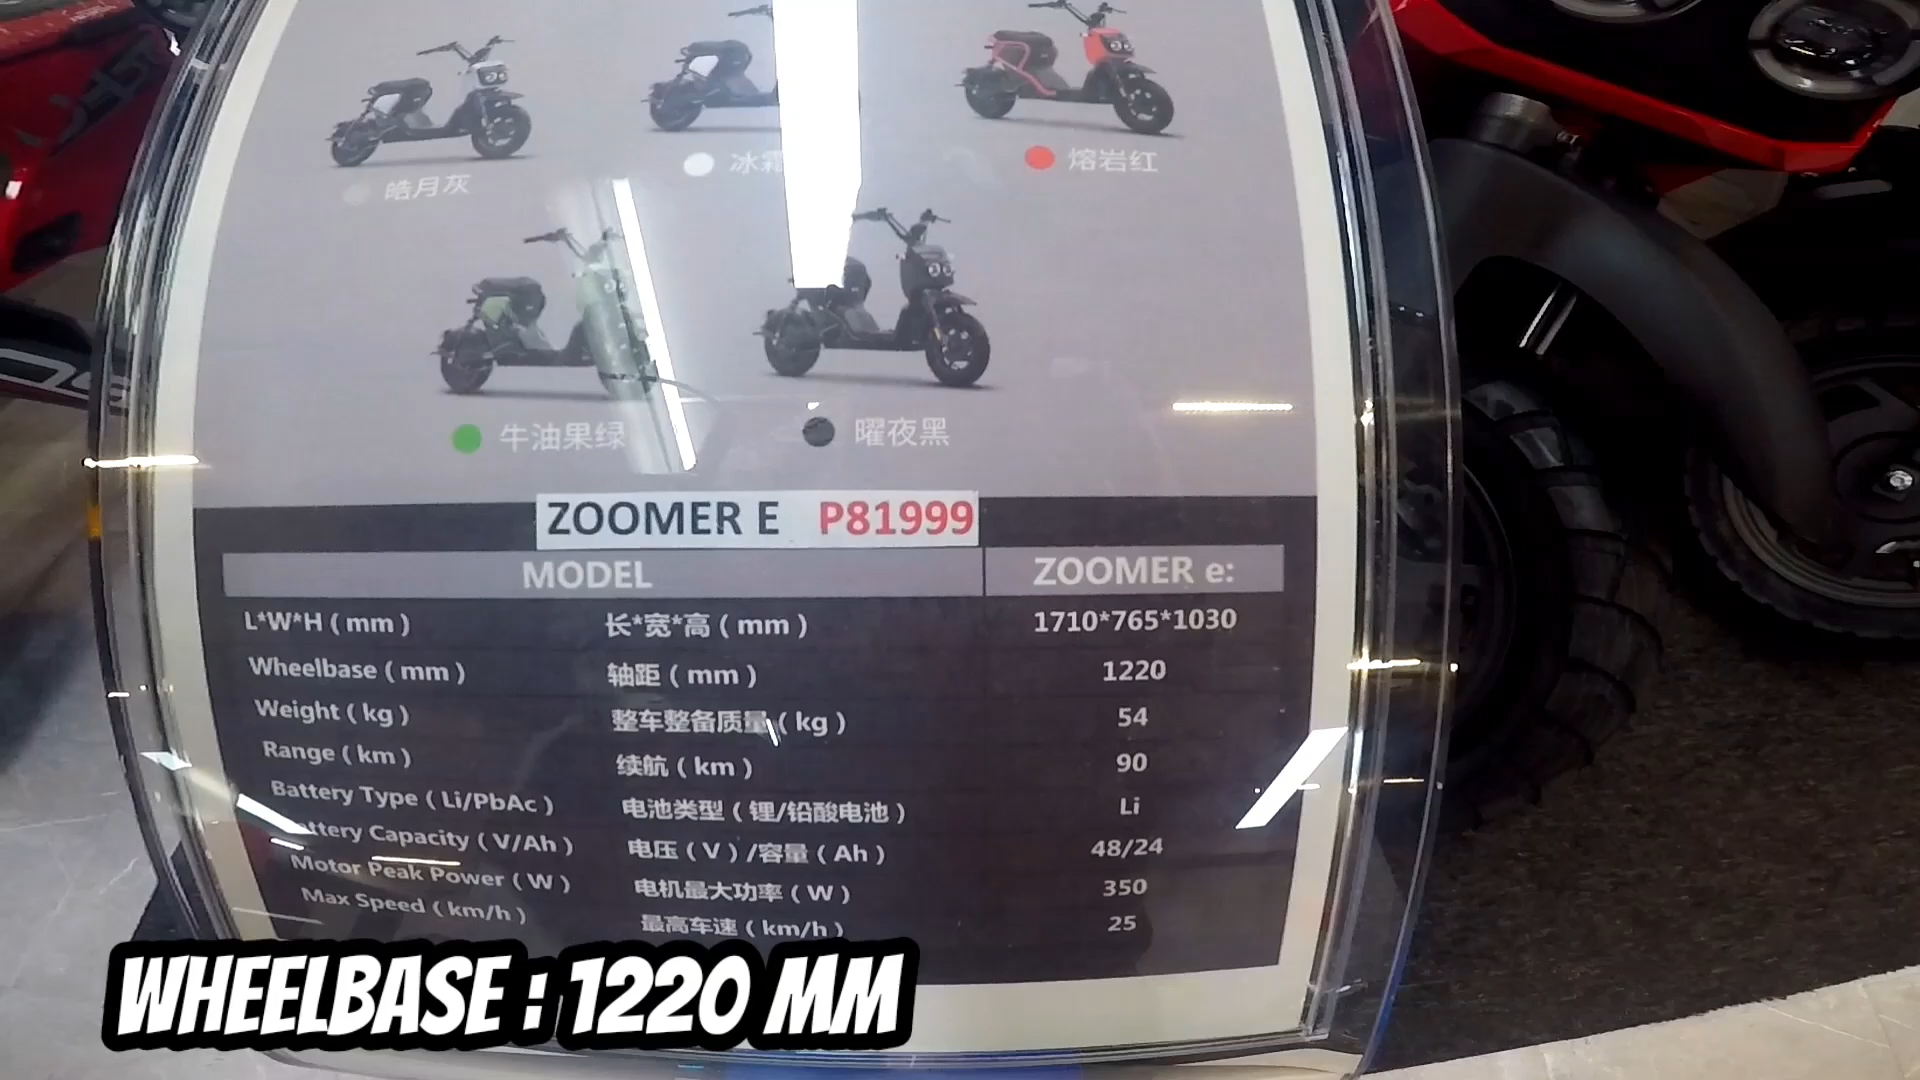 皓月灰
冰霜
熔岩红
牛油果绿
曜夜黑
ZOOMER E P81999
MODEL ZOOMER e:
L*W*H ( mm ) 长*宽*高 ( mm ) 1710*765*1030
Wheelbase ( mm ) 轴距 ( mm ) 1220
Weight ( kg ) 整车整备质量 ( kg ) 54
Range ( km ) 续航 ( km ) 90
Battery Type ( Li/PbAc ) 电池类型 ( 锂/铅酸电池 ) Li
Battery Capacity ( V/Ah ) 电压 ( V ) /容量 ( Ah ) 48/24
Motor Peak Power ( W ) 电机最大功率 ( W ) 350
Max Speed ( km/h ) 最高车速 ( km/h ) 25
WHEELBASE : 1220 MM